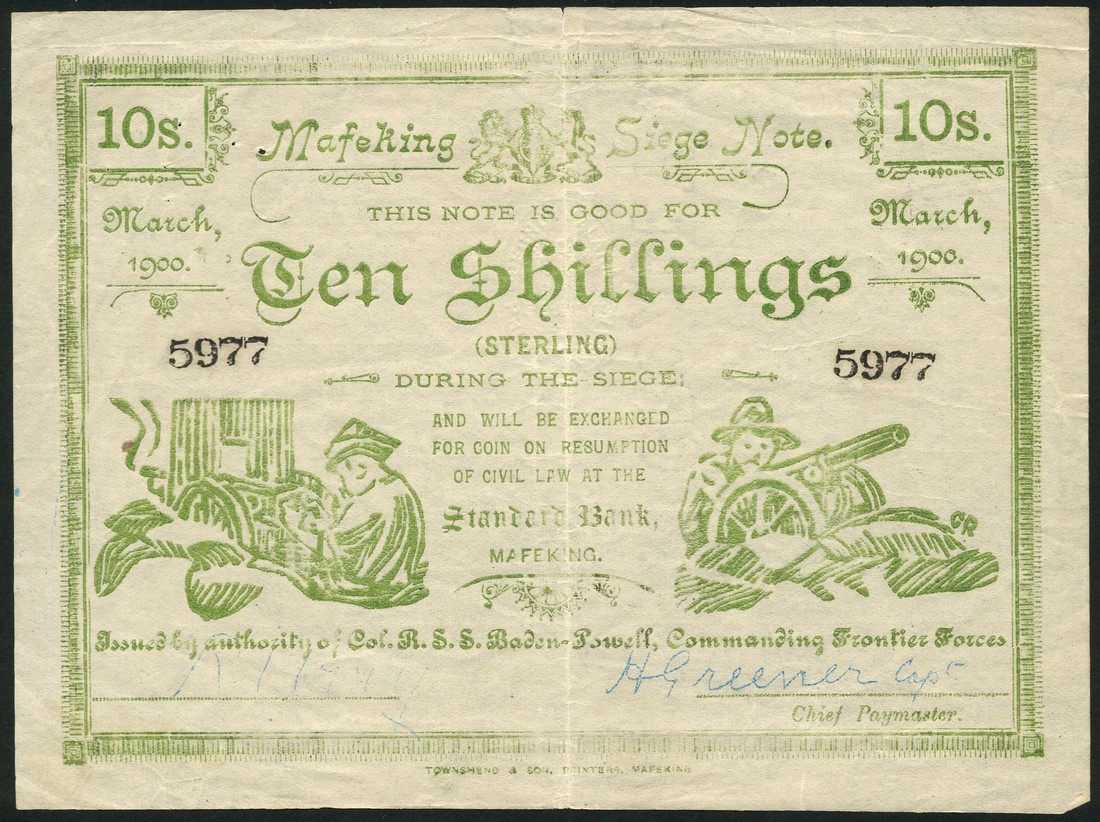 10s. Mafeking Siege Note. 10s.
March, 1900.
March, 1900.
THIS NOTE IS GOOD FOR
Ten Shillings
(STERLING)
5977 5977
DURING THE SIEGE;
AND WILL BE EXCHANGED
FOR COIN ON RESUMPTION
OF CIVIL LAW AT THE
Standard Bank,
MAFEKING.
CR
Issued by authority of Col. R. S. S. Baden-Powell, Commanding Frontier Forces
H Greener Capt
Chief Paymaster.
TOWNSHEND & SON, PRINTERS, MAFEKING